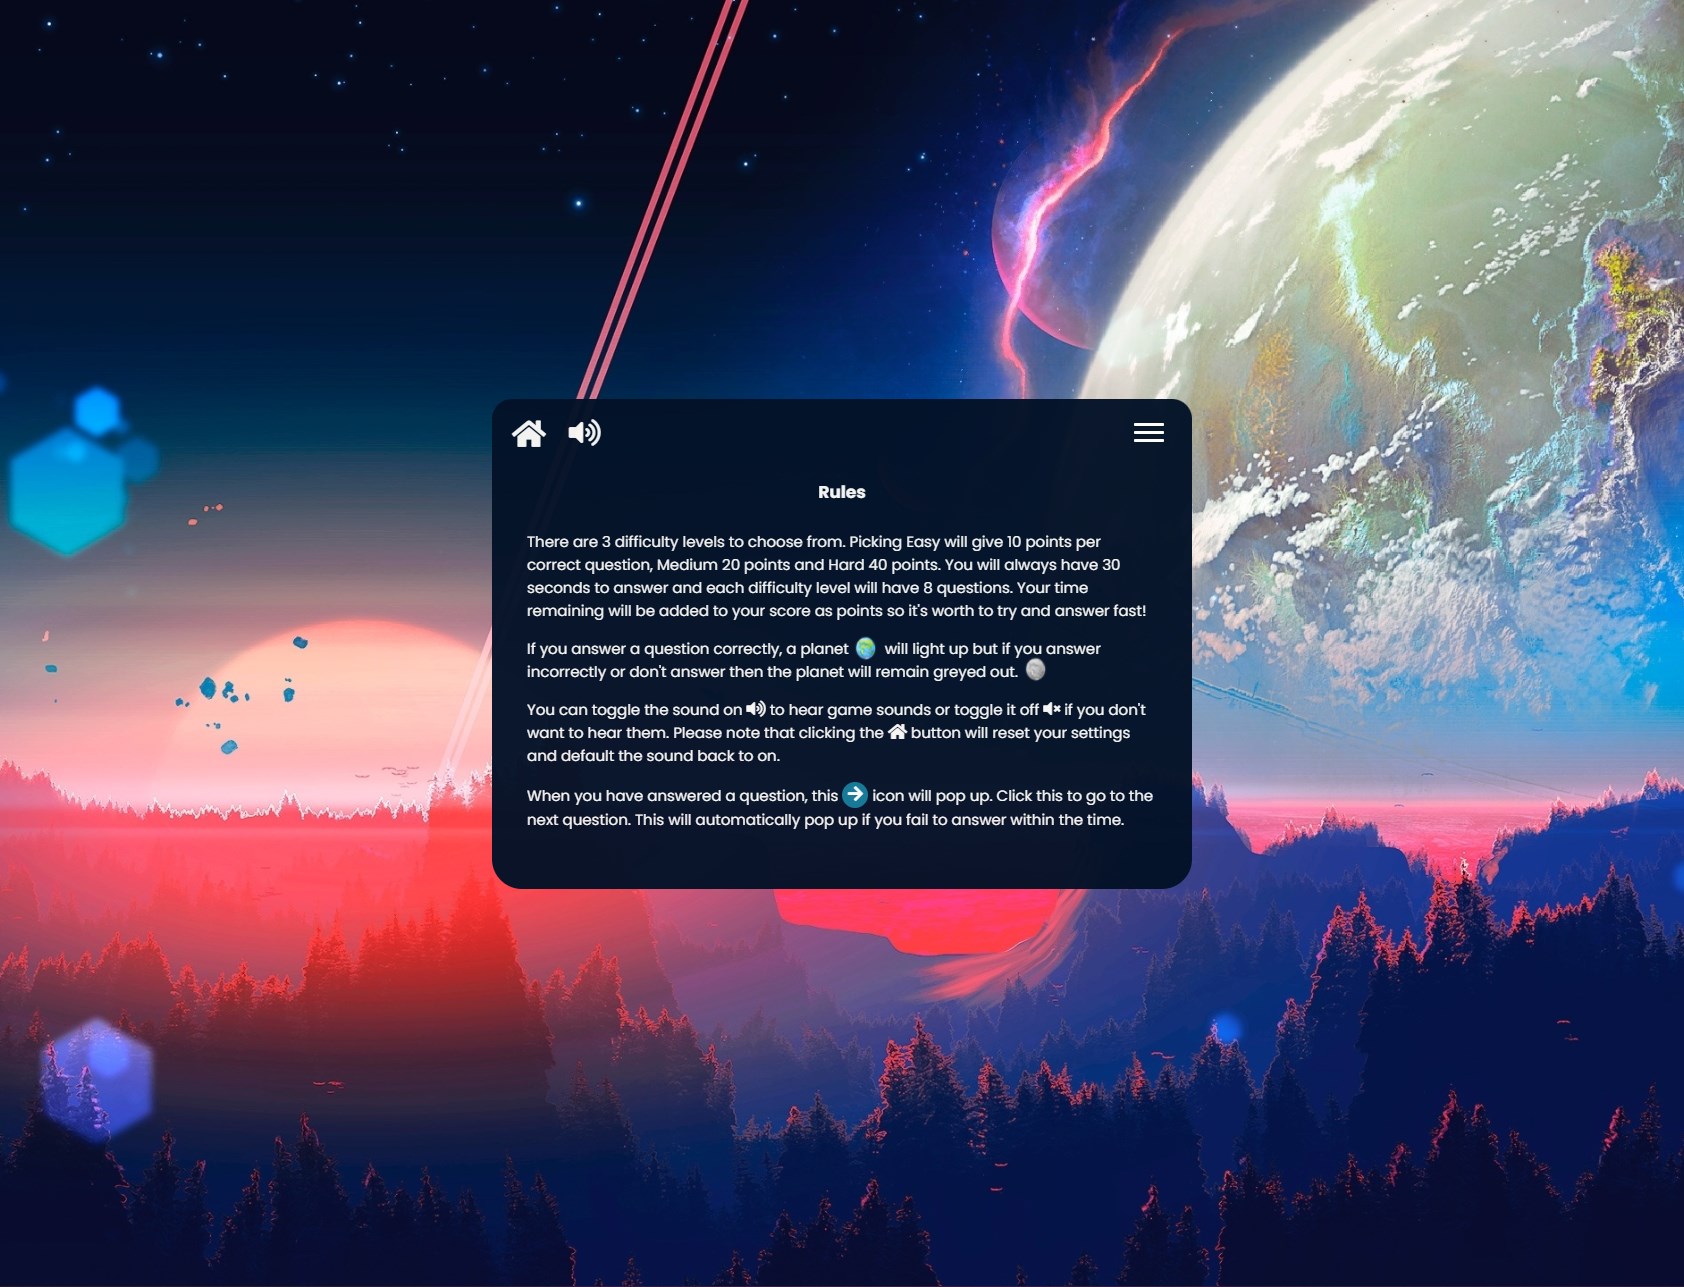 Rules
There are 3 difficulty levels to choose from. Picking Easy will give 10 points per
correct question, Medium 20 points and Hard 40 points. You will always have 30
seconds to answer and each difficulty level will have 8 questions. Your time
remaining will be added to your score as points so it's worth to try and answer fast!
If you answer a question correctly, a planet will light up but if you answer
incorrectly or don't answer then the planet will remain greyed out.
You can toggle the sound on to hear game sounds or toggle it off if you don't
want to hear them. Please note that clicking the button will reset your settings
and default the sound back to on.
When you have answered a question, this icon will pop up. Click this to go to the
next question. This will automatically pop up if you fail to answer within the time.